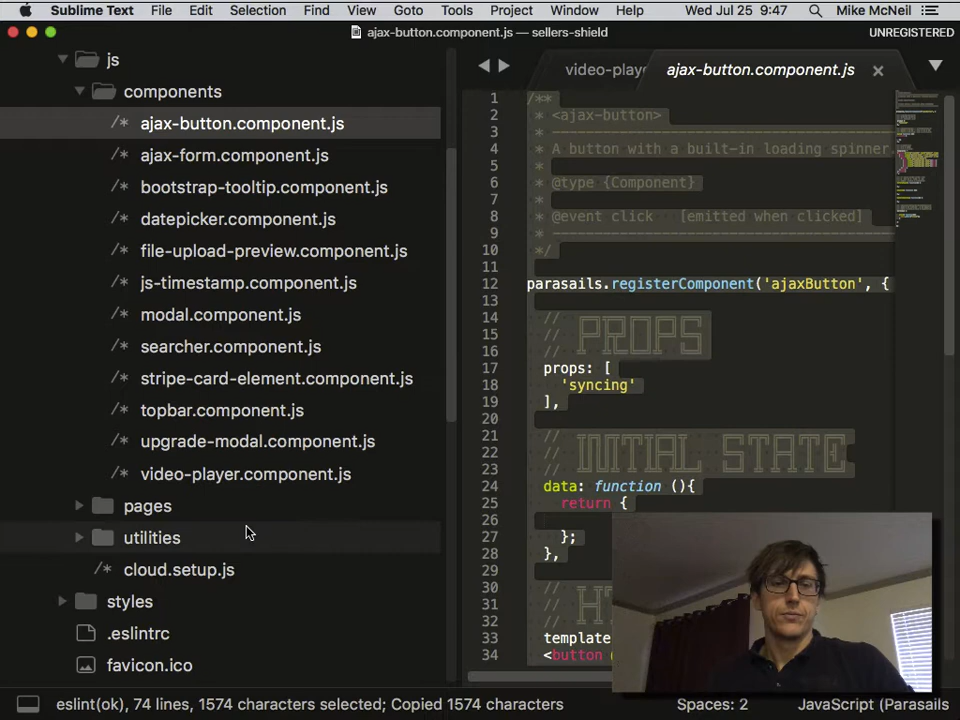 Sublime Text File Edit Selection Find View Goto Tools Project Window Help Wed Jul 25 9:47 Mike McNeil
ajax-button.component.js — sellers-shield UNREGISTERED
js
components
/* ajax-button.component.js
/* ajax-form.component.js
/* bootstrap-tooltip.component.js
/* datepicker.component.js
/* file-upload-preview.component.js
/* js-timestamp.component.js
/* modal.component.js
/* searcher.component.js
/* stripe-card-element.component.js
/* topbar.component.js
/* upgrade-modal.component.js
/* video-player.component.js
pages
utilities
/* cloud.setup.js
styles
.eslintrc
favicon.ico
video-play ajax-button.component.js
1 /**
2 * <ajax-button>
3 * -----------------------------------------
4 * A button with a built-in loading spinner.
5 *
6 * @type {Component}
7 *
8 * @event click [emitted when clicked]
9 * -----------------------------------------
10 */
11
12 parasails.registerComponent('ajaxButton', {
13
14 //
15 // PROPS
16 //
17 props: [
18 'syncing'
19 ],
20
21 //
22 // INITIAL STATE
23 //
24 data: function (){
25 return {
26
27 };
28 },
29
30 //
31 // H
32 //
33 template
34 <button
eslint(ok), 74 lines, 1574 characters selected; Copied 1574 characters Spaces: 2 JavaScript (Parasails